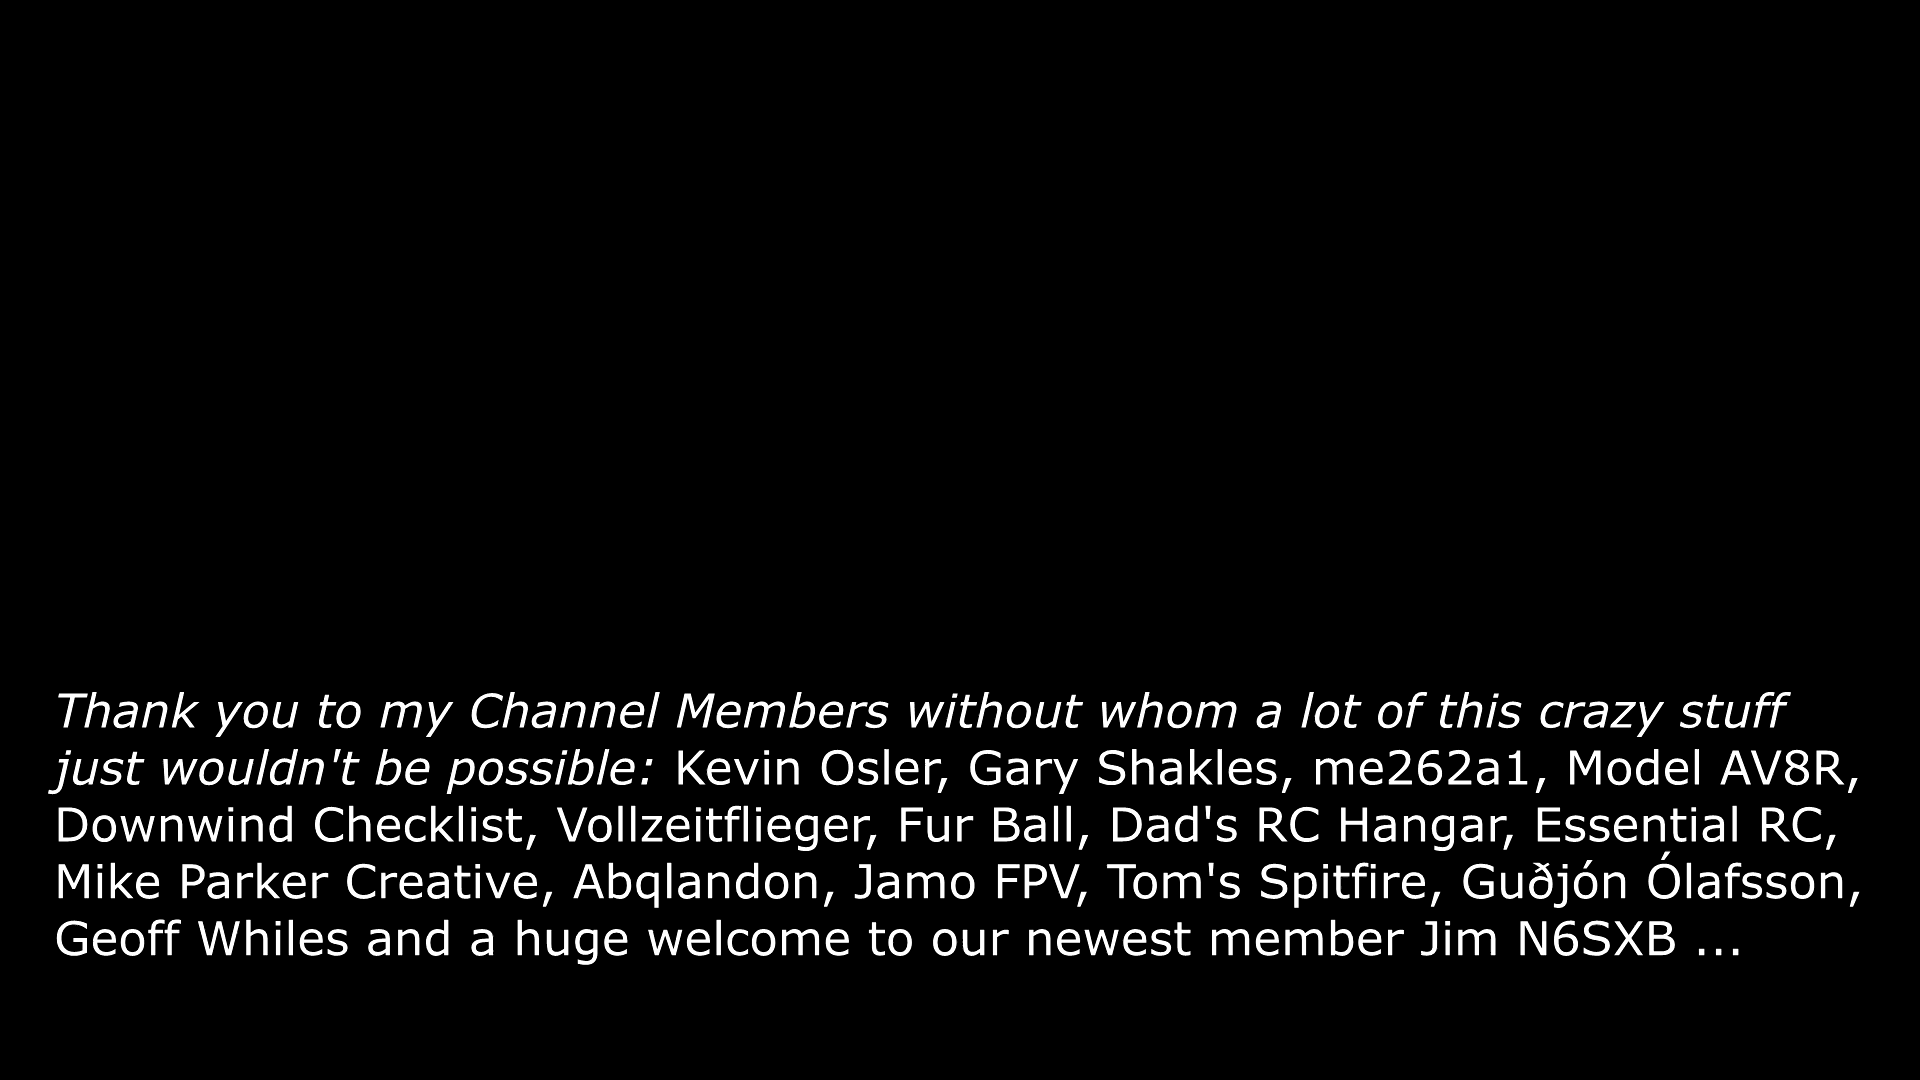 Thank you to my Channel Members without whom a lot of this crazy stuff
just wouldn't be possible: Kevin Osler, Gary Shakles, me262a1, Model AV8R,
Downwind Checklist, Vollzeitflieger, Fur Ball, Dad's RC Hangar, Essential RC,
Mike Parker Creative, Abqlandon, Jamo FPV, Tom's Spitfire, Guðjón Ólafsson,
Geoff Whiles and a huge welcome to our newest member Jim N6SXB ...